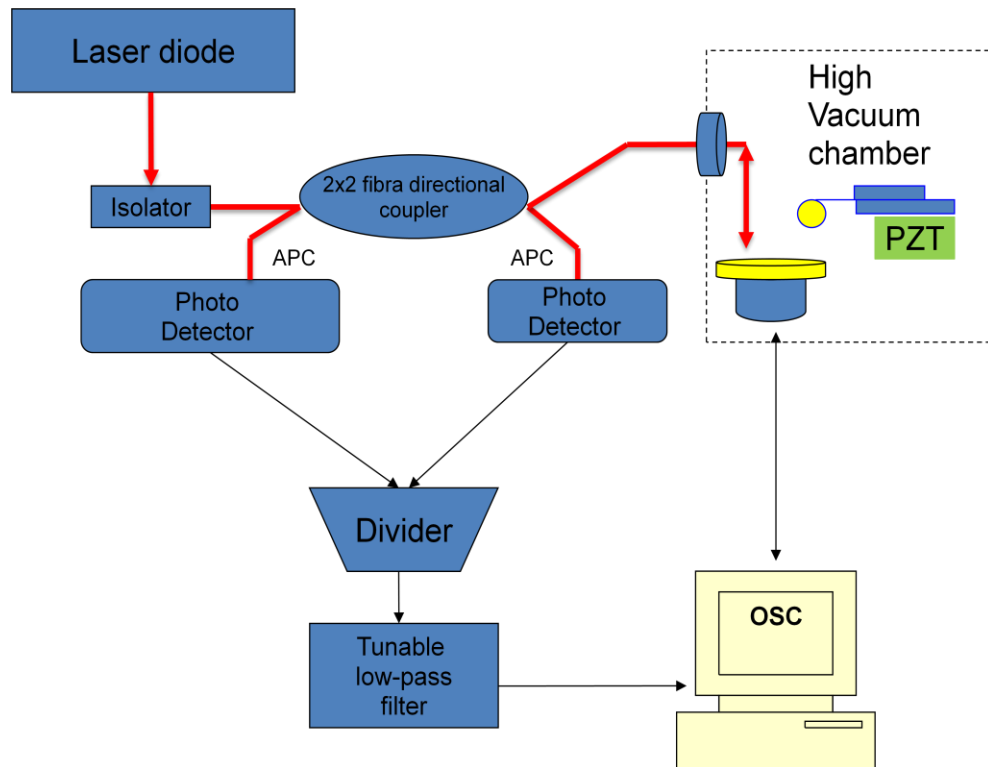 Laser diode
High
Vacuum
chamber
2x2 fibra directional
coupler
Isolator
PZT
APC
APC
Photo
Detector
Photo
Detector
Divider
OSC
Tunable
low-pass
filter